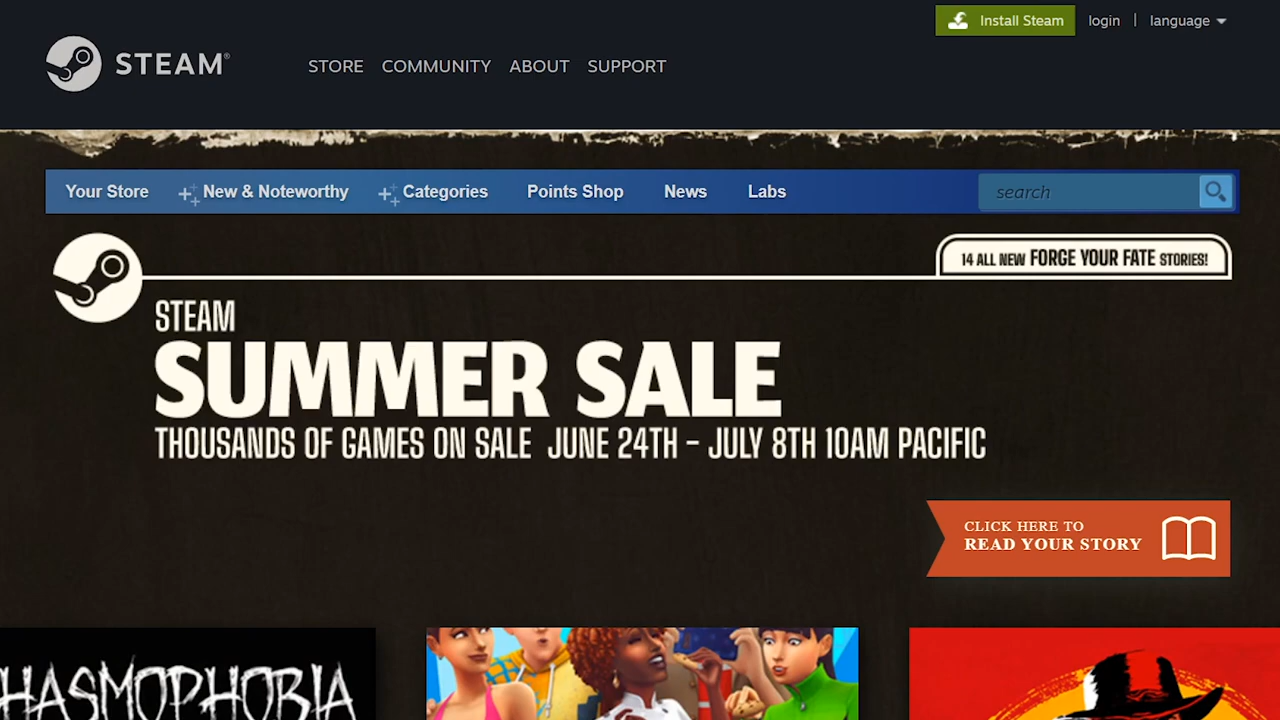 Install Steam login | language
STEAM®
STORE COMMUNITY ABOUT SUPPORT
Your Store New & Noteworthy Categories Points Shop News Labs search
14 ALL NEW FORGE YOUR FATE STORIES!
STEAM
SUMMER SALE
THOUSANDS OF GAMES ON SALE JUNE 24TH - JULY 8TH 10AM PACIFIC
CLICK HERE TO
READ YOUR STORY
HASMOPHOBIA